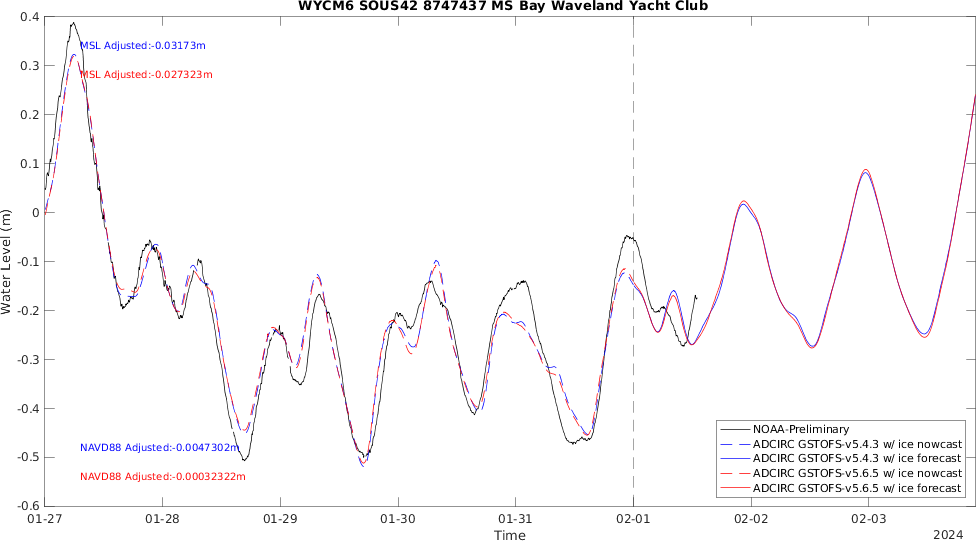 WYCM6 SOUS42 8747437 MS Bay Waveland Yacht Club
0.4
0.3
0.2
0.1
0
-0.1
-0.2
-0.3
-0.4
-0.5
-0.6
Water Level (m)
MSL Adjusted:-0.03173m
MSL Adjusted:-0.027323m
NAVD88 Adjusted:-0.0047302m
NAVD88 Adjusted:-0.00032322m
NOAA-Preliminary
ADCIRC GSTOFS-v5.4.3 w/ ice nowcast
ADCIRC GSTOFS-v5.4.3 w/ ice forecast
ADCIRC GSTOFS-v5.6.5 w/ ice nowcast
ADCIRC GSTOFS-v5.6.5 w/ ice forecast
01-27 01-28 01-29 01-30 01-31 02-01 02-02 02-03
Time
2024